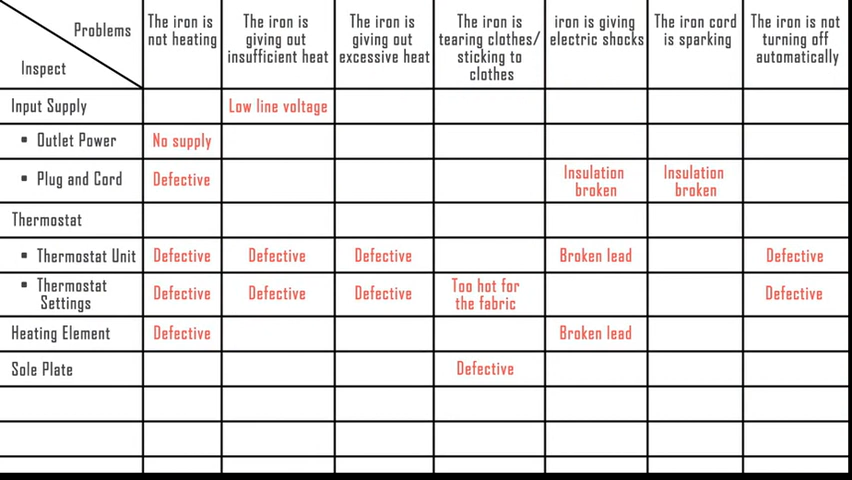 Problems
Inspect
The iron is
not heating
The iron is
giving out
insufficient heat
The iron is
giving out
excessive heat
The iron is
tearing clothes/
sticking to
clothes
iron is giving
electric shocks
The iron cord
is sparking
The iron is not
turning off
automatically
Input Supply
Low line voltage
▪ Outlet Power
No supply
▪ Plug and Cord
Defective
Insulation
broken
Insulation
broken
Thermostat
▪ Thermostat Unit
Defective
Defective
Defective
Broken lead
Defective
▪ Thermostat
Settings
Defective
Defective
Defective
Too hot for
the fabric
Defective
Heating Element
Defective
Broken lead
Sole Plate
Defective